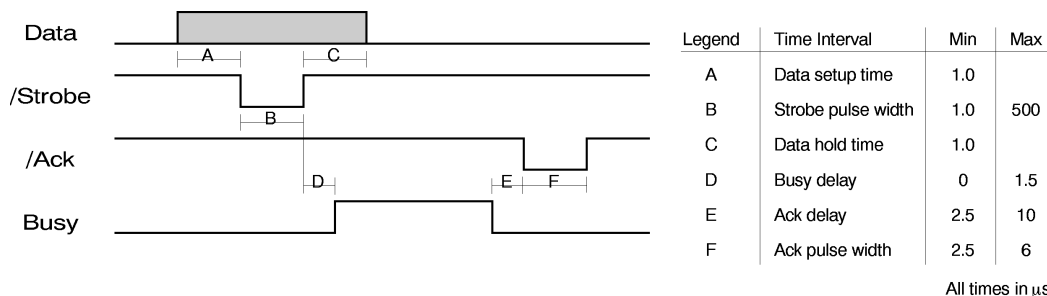 Data
A
C
/Strobe
B
/Ack
D
E
F
Busy
Legend Time Interval Min Max
A Data setup time 1.0
B Strobe pulse width 1.0 500
C Data hold time 1.0
D Busy delay 0 1.5
E Ack delay 2.5 10
F Ack pulse width 2.5 6
All times in μs